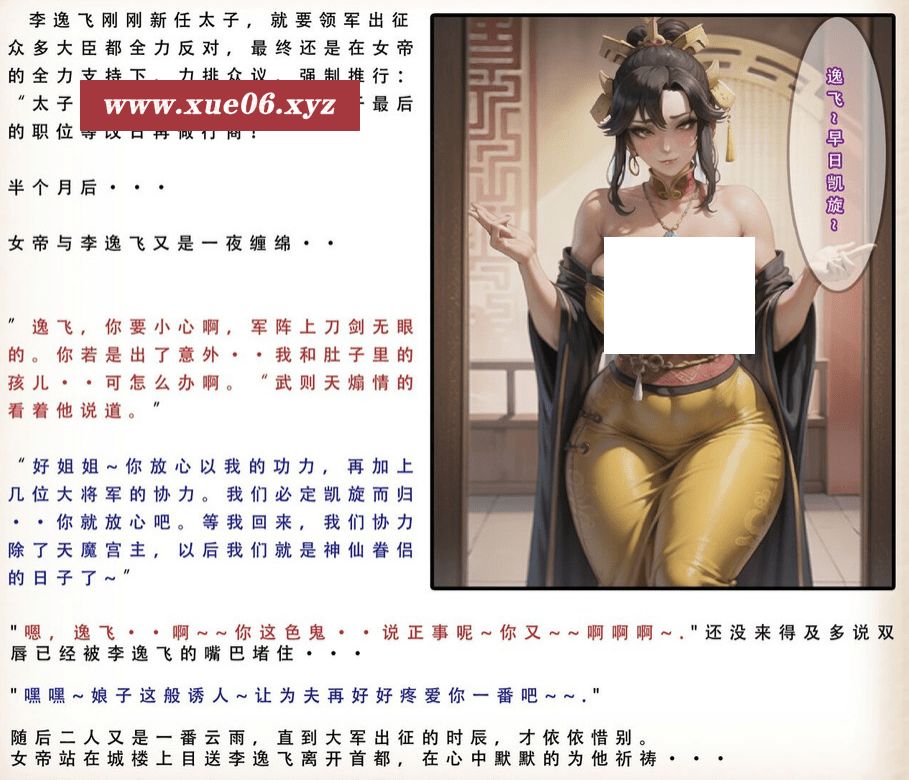 李逸飞刚刚新任太子，就要领军出征
众多大臣都全力反对，最终还是在女帝
的全力支持下，力排众议，强制推行：
“太子
www.xue06.xyz
最后
的职位等以日再做行商！
半个月后···
女帝与李逸飞又是一夜缠绵··
”逸飞，你要小心啊，军阵上刀剑无眼
的。你若是出了意外··我和肚子里的
孩儿··可怎么办啊。“武则天煽情的
看着他说道。”
“好姐姐~你放心以我的功力，再加上
几位大将军的协力。我们必定凯旋而归
··你就放心吧。等我回来，我们协力
除了天魔宫主，以后我们就是神仙眷侣
的日子了~”
逸飞~早日凯旋~
"嗯，逸飞··啊~~你这色鬼··说正事呢~你又~~啊啊啊~."还没来得及多说双
唇已经被李逸飞的嘴巴堵住···
"嘿嘿~娘子这般诱人~让为夫再好好疼爱你一番吧~~."
随后二人又是一番云雨，直到大军出征的时辰，才依依惜别。
女帝站在城楼上目送李逸飞离开首都，在心中默默的为他祈祷···